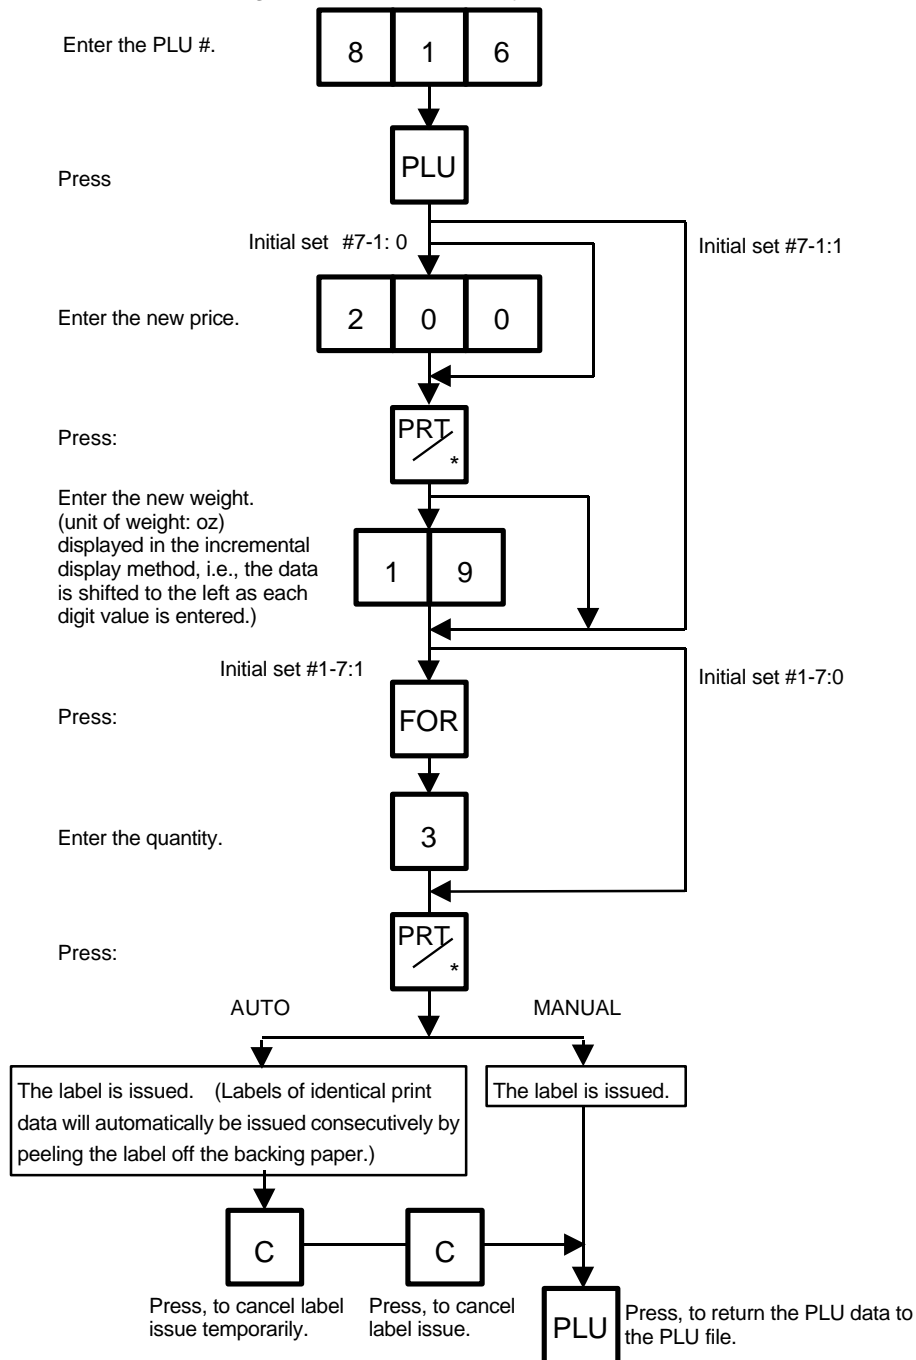 Enter the PLU #.
8 1 6
PLU
Press
Initial set #7-1: 0
Initial set #7-1:1
Enter the new price.
2 0 0
Press:
PRT
*
Enter the new weight.
(unit of weight: oz)
displayed in the incremental
display method, i.e., the data
is shifted to the left as each
digit value is entered.)
1 9
Initial set #1-7:1
Initial set #1-7:0
Press:
FOR
Enter the quantity.
3
Press:
PRT
*
AUTO
MANUAL
The label is issued. (Labels of identical print
data will automatically be issued consecutively by
peeling the label off the backing paper.)
The label is issued.
C
C
Press, to cancel label
issue temporarily.
Press, to cancel
label issue.
PLU
Press, to return the PLU data to
the PLU file.